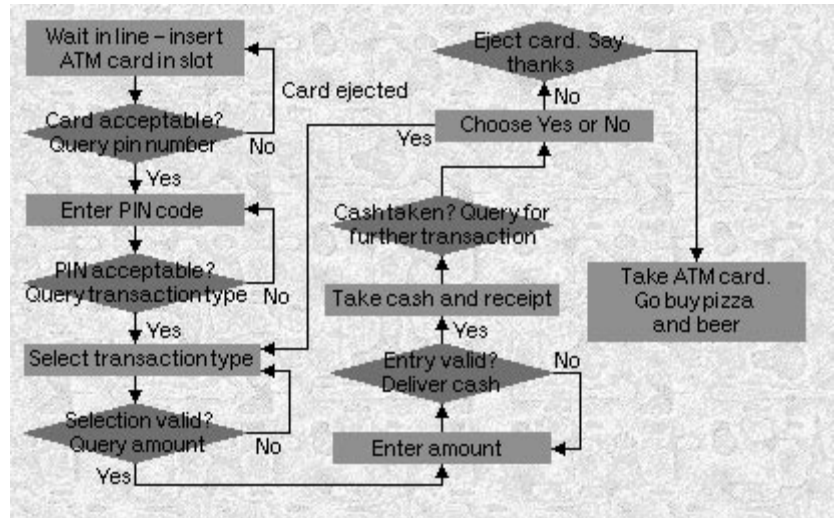 Wait in line – insert
ATM card in slot
Card ejected
Card acceptable?
Query pin number
No
Yes
Enter PIN code
PIN acceptable?
Query transaction type
No
Yes
Select transaction type
Selection valid?
Query amount
No
Yes
Enter amount
Entry valid?
Deliver cash
No
Yes
Take cash and receipt
Cash taken? Query for
further transaction
Choose Yes or No
Yes
No
Eject card. Say
thanks
Take ATM card.
Go buy pizza
and beer